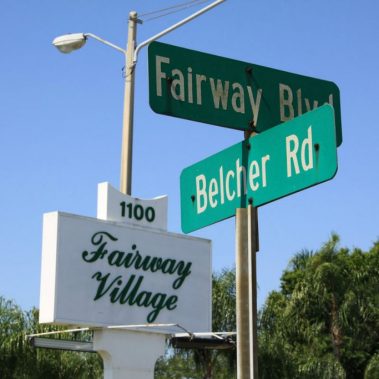 Fairway Blvd
Belcher Rd
1100
Fairway
Village